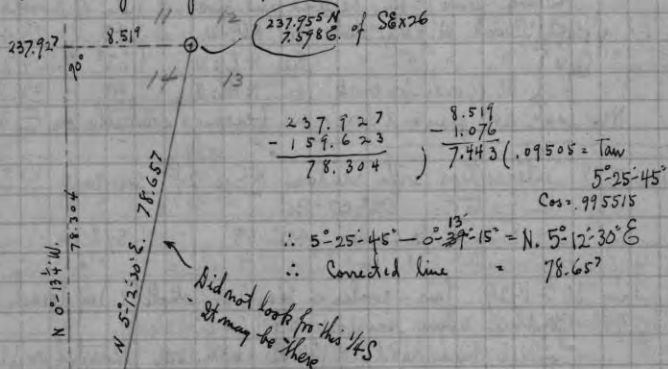 11 12
237.955 N of SEx26
7.598 E.
237.927 8.519
90°
14 13
237.927
- 159.623
78.304
8.519
- 1.076
) 7.443 ( .09505 = Tan
5°-25'-45"
Cos = .995515
13
∴ 5°-25'-45" — 0°-39'-15" = N. 5°-12'-30" E
∴ Corrected line = 78.657
N 0°-13¼' W. 78.304
N 5°-12'-30" E. 78.657
Did not look for this 1/4 S
It may be there